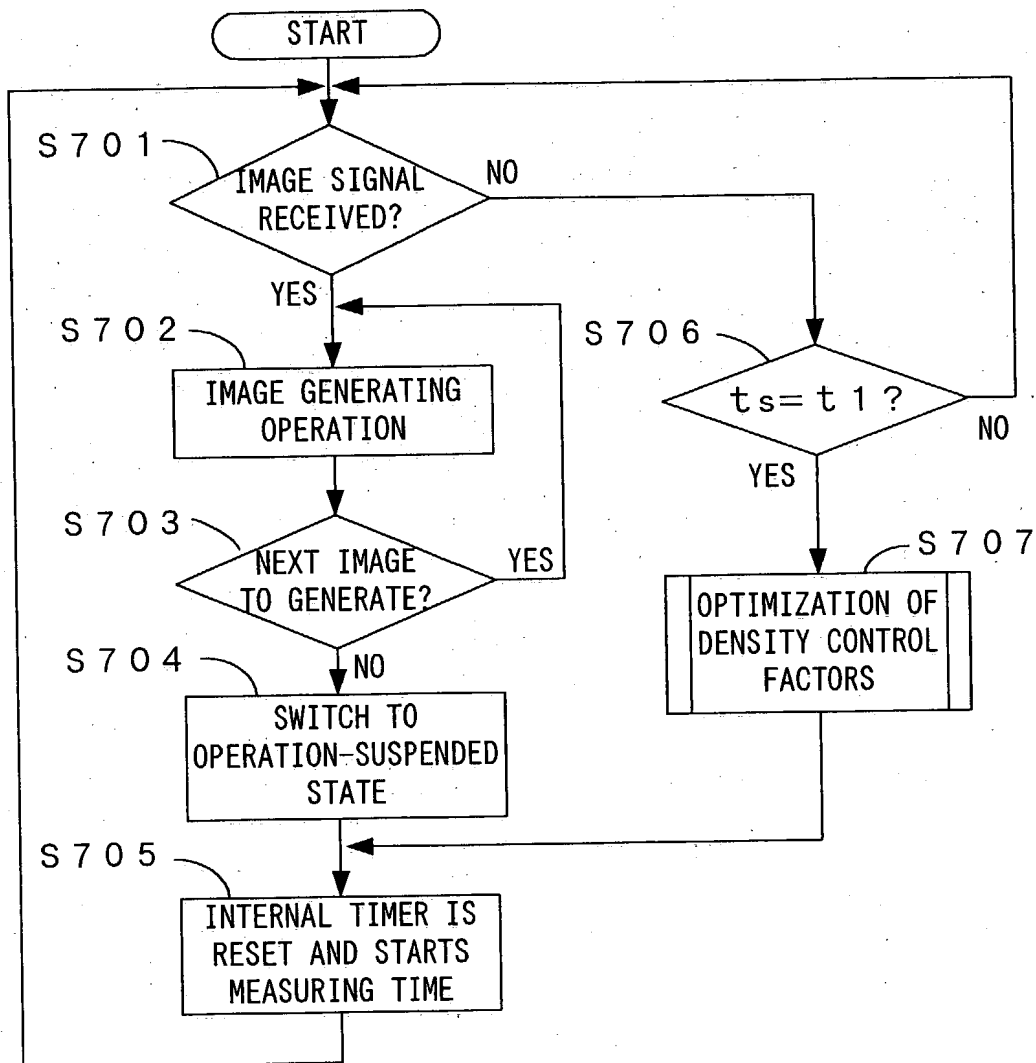 START
S701
IMAGE SIGNAL
RECEIVED?
NO
YES
S702
IMAGE GENERATING
OPERATION
S706
ts=t1?
NO
YES
S703
NEXT IMAGE
TO GENERATE?
YES
NO
S707
OPTIMIZATION OF
DENSITY CONTROL
FACTORS
S704
SWITCH TO
OPERATION-SUSPENDED
STATE
S705
INTERNAL TIMER IS
RESET AND STARTS
MEASURING TIME